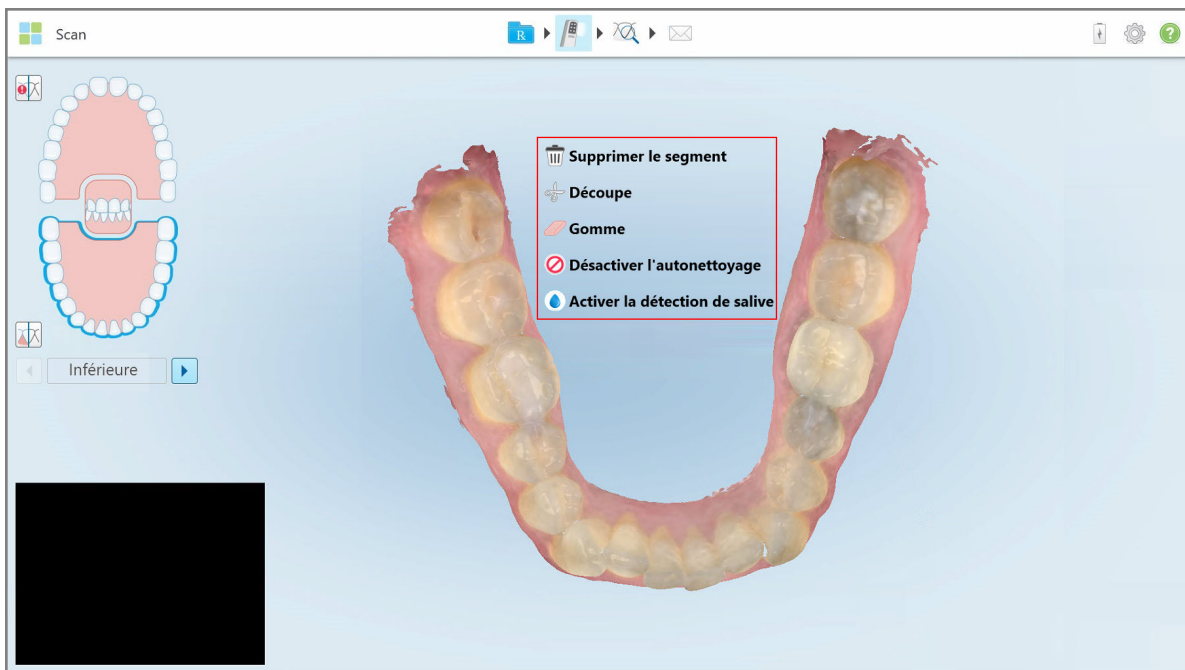 Scan
R
?
Supprimer le segment
Découpe
Gomme
Désactiver l'autonettoyage
Activer la détection de salive
Inférieure